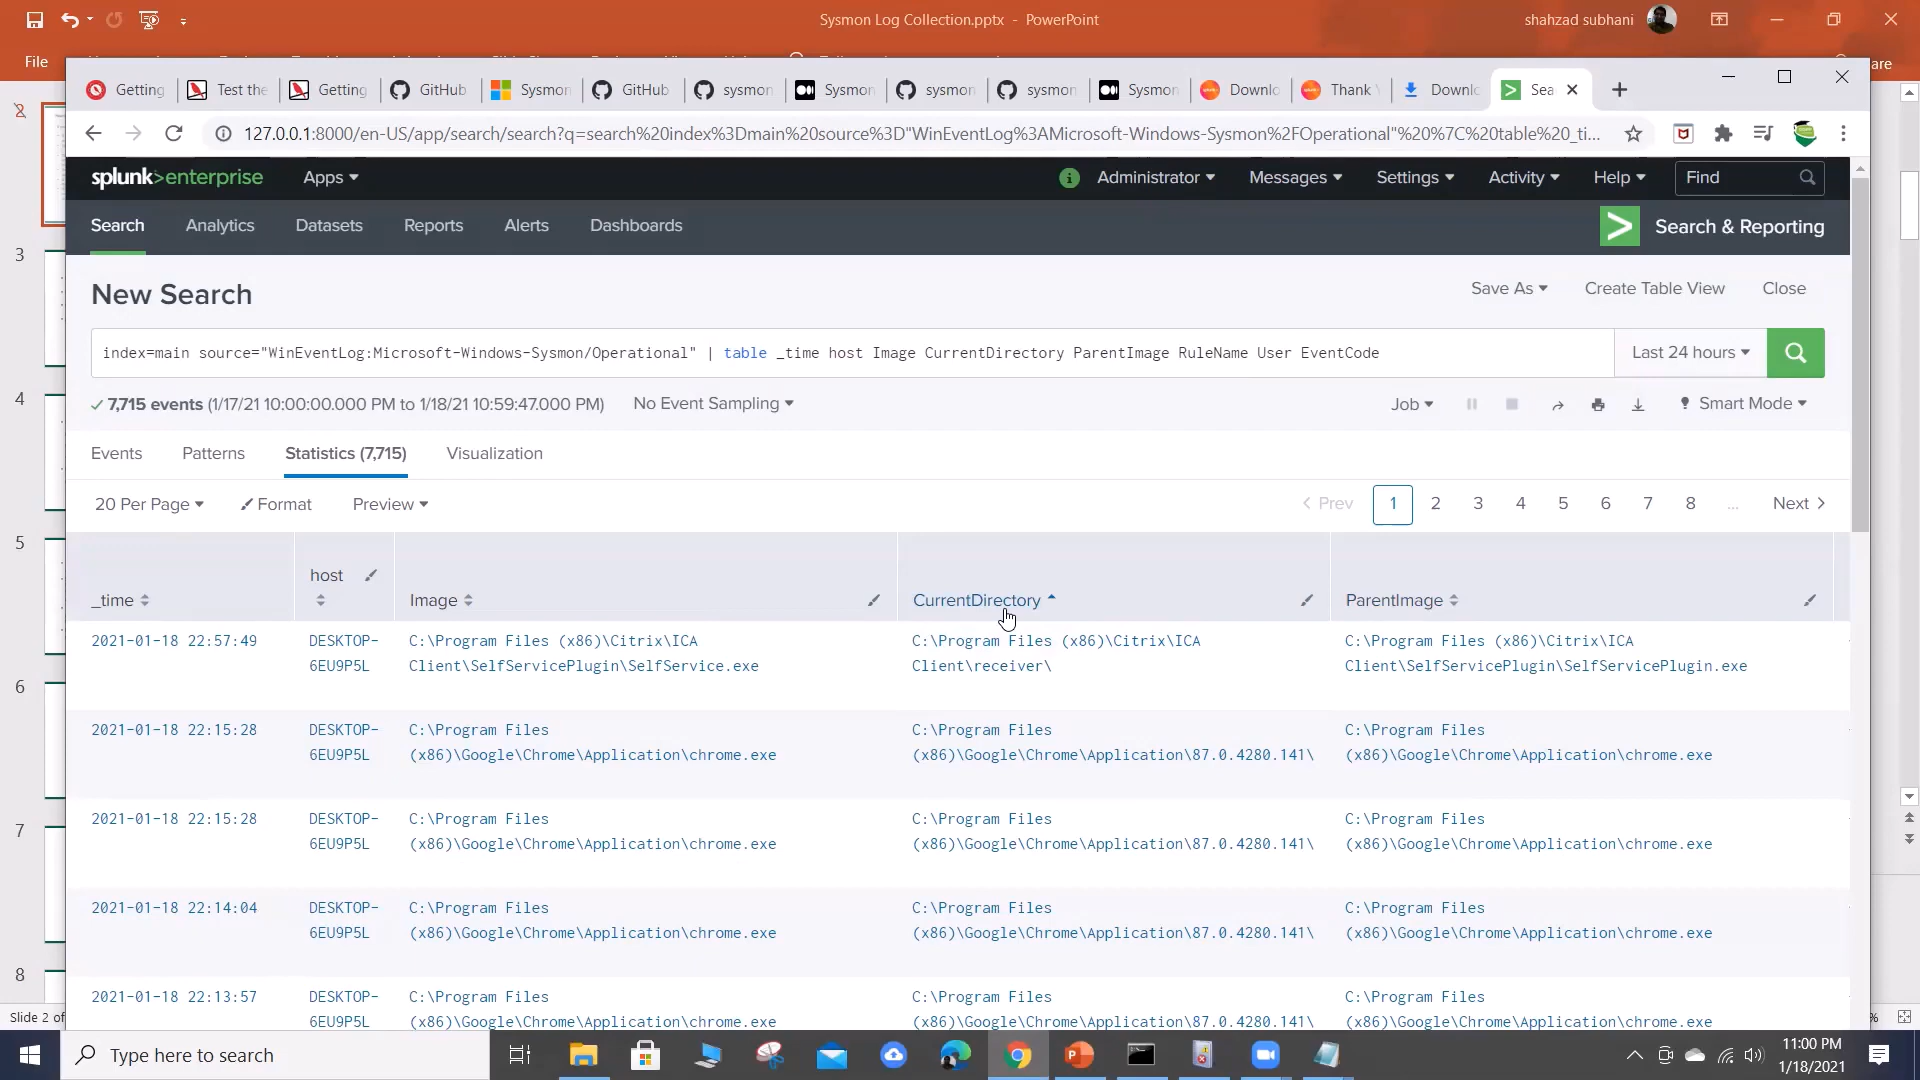 Sysmon Log Collection.pptx - PowerPoint
shahzad subhani
File
are
Getting
Test the
Getting
GitHub
Sysmon
GitHub
sysmon
Sysmon
sysmon
sysmon
Sysmon
Downlo
Thank
Downlo
Sea
127.0.0.1:8000/en-US/app/search/search?q=search%20index%3Dmain%20source%3D"WinEventLog%3AMicrosoft-Windows-Sysmon%2FOperational"%20%7C%20table%20_ti...
splunk>enterprise Apps
Administrator Messages Settings Activity Help Find
Search Analytics Datasets Reports Alerts Dashboards
Search & Reporting
New Search
Save As Create Table View Close
index=main source="WinEventLog:Microsoft-Windows-Sysmon/Operational" | table _time host Image CurrentDirectory ParentImage RuleName User EventCode
Last 24 hours
7,715 events (1/17/21 10:00:00.000 PM to 1/18/21 10:59:47.000 PM) No Event Sampling
Job Smart Mode
Events Patterns Statistics (7,715) Visualization
20 Per Page Format Preview
< Prev 1 2 3 4 5 6 7 8 ... Next >
_time host Image CurrentDirectory ParentImage
2021-01-18 22:57:49 DESKTOP- C:\Program Files (x86)\Citrix\ICA C:\Program Files (x86)\Citrix\ICA C:\Program Files (x86)\Citrix\ICA
6EU9P5L Client\SelfServicePlugin\SelfService.exe Client\receiver\ Client\SelfServicePlugin\SelfServicePlugin.exe
2021-01-18 22:15:28 DESKTOP- C:\Program Files C:\Program Files C:\Program Files
6EU9P5L (x86)\Google\Chrome\Application\chrome.exe (x86)\Google\Chrome\Application\87.0.4280.141\ (x86)\Google\Chrome\Application\chrome.exe
2021-01-18 22:15:28 DESKTOP- C:\Program Files C:\Program Files C:\Program Files
6EU9P5L (x86)\Google\Chrome\Application\chrome.exe (x86)\Google\Chrome\Application\87.0.4280.141\ (x86)\Google\Chrome\Application\chrome.exe
2021-01-18 22:14:04 DESKTOP- C:\Program Files C:\Program Files C:\Program Files
6EU9P5L (x86)\Google\Chrome\Application\chrome.exe (x86)\Google\Chrome\Application\87.0.4280.141\ (x86)\Google\Chrome\Application\chrome.exe
2021-01-18 22:13:57 DESKTOP- C:\Program Files C:\Program Files C:\Program Files
6EU9P5L (x86)\Google\Chrome\Application\chrome.exe (x86)\Google\Chrome\Application\87.0.4280.141\ (x86)\Google\Chrome\Application\chrome.exe
2
3
4
5
6
7
8
Slide 2 of
%
Type here to search
11:00 PM
1/18/2021